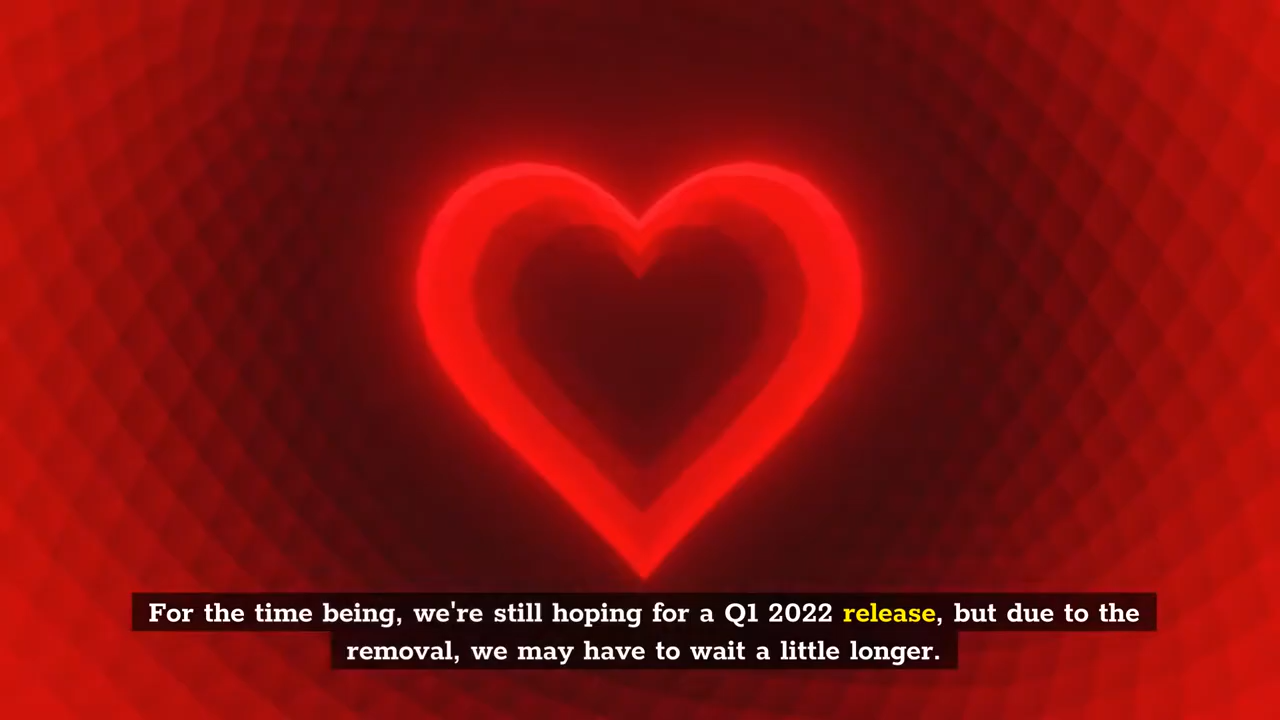 For the time being, we're still hoping for a Q1 2022 release, but due to the
removal, we may have to wait a little longer.